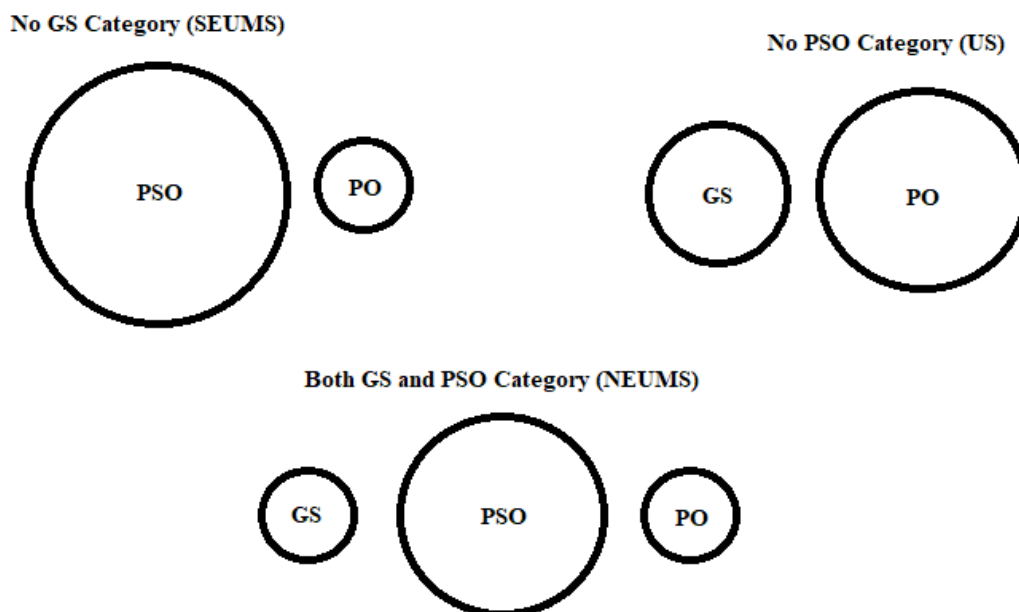 No GS Category (SEUMS)
No PSO Category (US)
PSO
PO
GS
PO
Both GS and PSO Category (NEUMS)
GS
PSO
PO